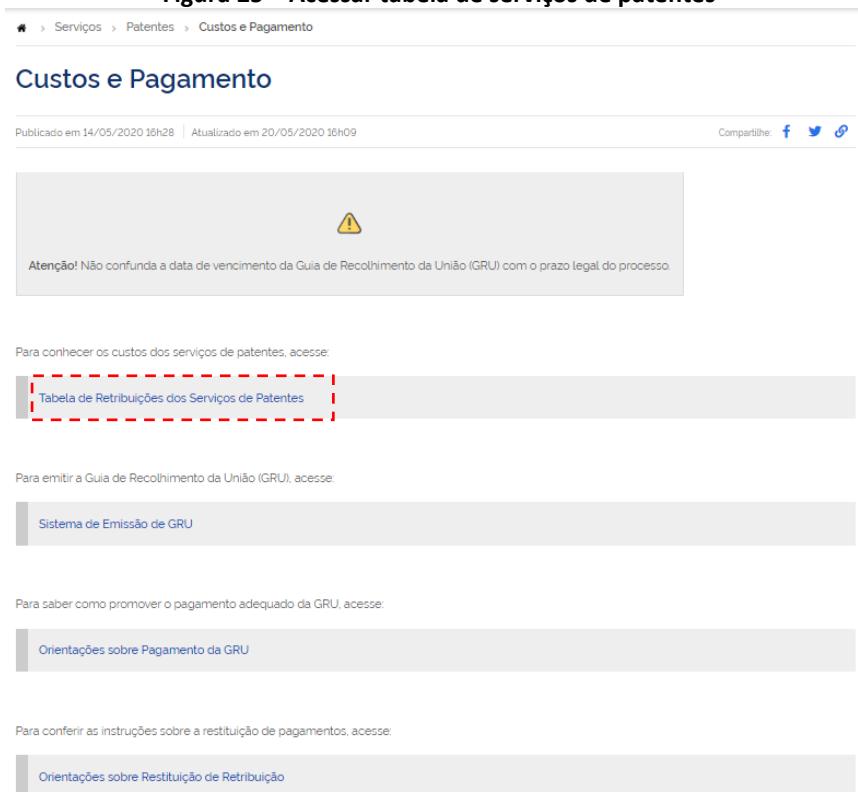 Figura 25 – Acessar tabela de serviços de patentes
Serviços > Patentes > Custos e Pagamento
Custos e Pagamento
Publicado em 14/05/2020 16h28 | Atualizado em 20/05/2020 16h09
Compartilhe:
Atenção! Não confunda a data de vencimento da Guia de Recolhimento da União (GRU) com o prazo legal do processo.
Para conhecer os custos dos serviços de patentes, acesse:
Tabela de Retribuições dos Serviços de Patentes
Para emitir a Guia de Recolhimento da União (GRU), acesse:
Sistema de Emissão de GRU
Para saber como promover o pagamento adequado da GRU, acesse:
Orientações sobre Pagamento da GRU
Para conferir as instruções sobre a restituição de pagamentos, acesse:
Orientações sobre Restituição de Retribuição